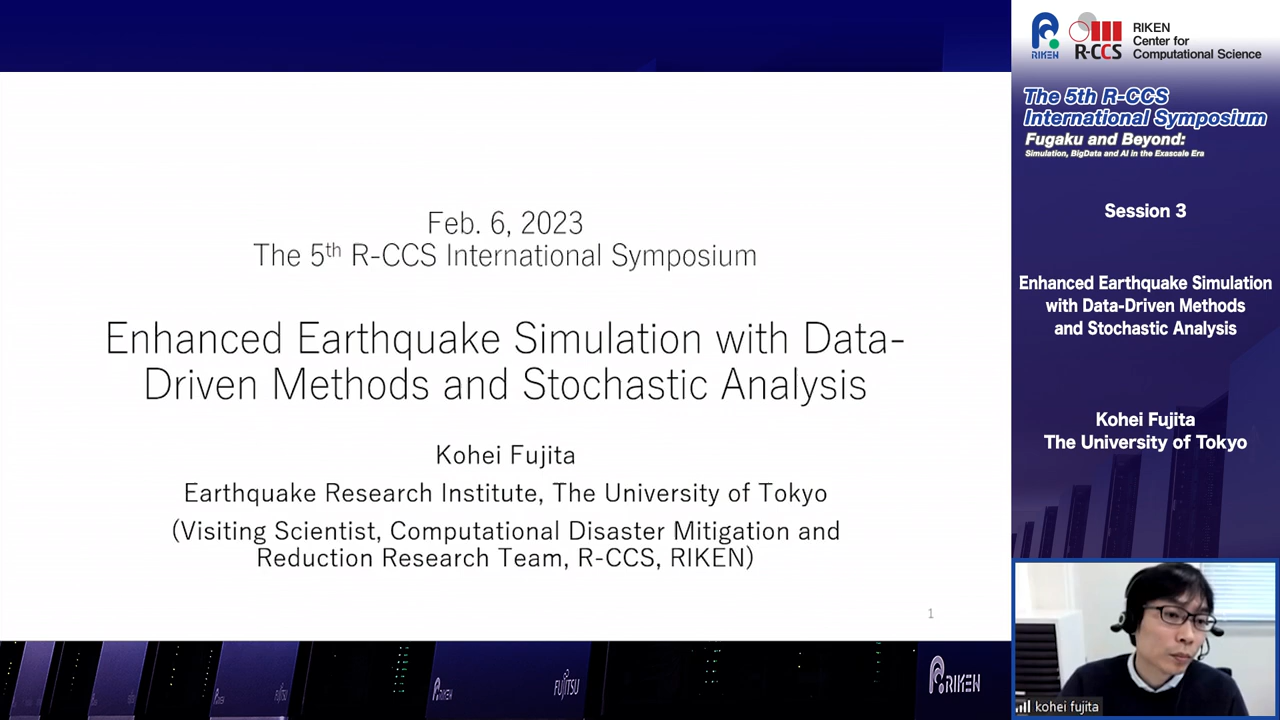 Feb. 6, 2023
The 5th R-CCS International Symposium
Enhanced Earthquake Simulation with Data-
Driven Methods and Stochastic Analysis
Kohei Fujita
Earthquake Research Institute, The University of Tokyo
(Visiting Scientist, Computational Disaster Mitigation and
Reduction Research Team, R-CCS, RIKEN)
1
RIKEN
FUJITSU
RIKEN
FUJITSU
RIKEN
RIKEN
R-CCS
RIKEN
Center for
Computational Science
The 5th R-CCS
International Symposium
Fugaku and Beyond:
Simulation, BigData and AI in the Exascale Era
Session 3
Enhanced Earthquake Simulation
with Data-Driven Methods
and Stochastic Analysis
Kohei Fujita
The University of Tokyo
kohei fujita